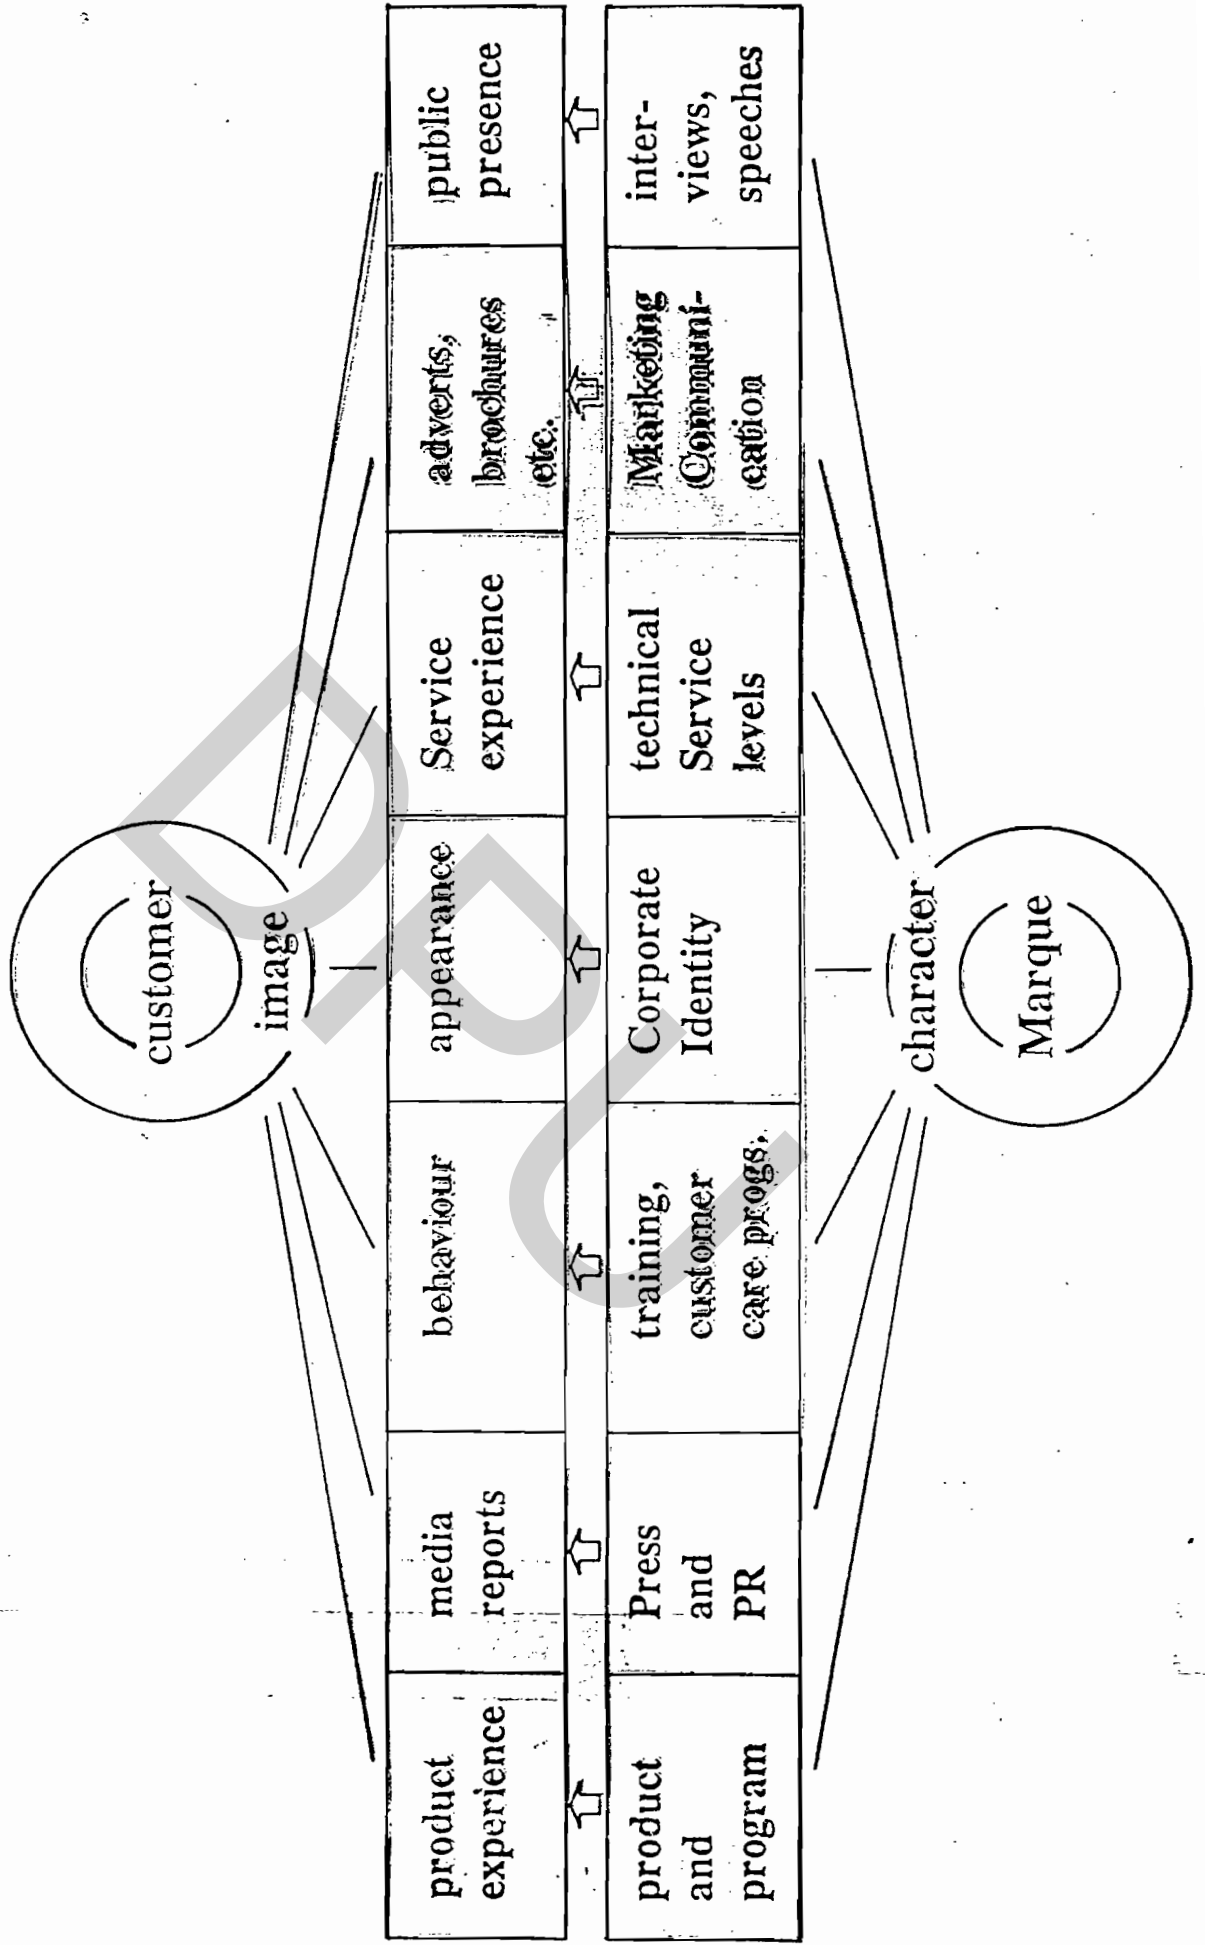 customer
image
product
experience
media
reports
behaviour
appearance
Service
experience
adverts,
brochures
etc.
public
presence
product
and
program
Press
and
PR
training,
customer
care progs.
Corporate
Identity
technical
Service
levels
Marketing
Communi-
cation
inter-
views,
speeches
character
Marque
DPU